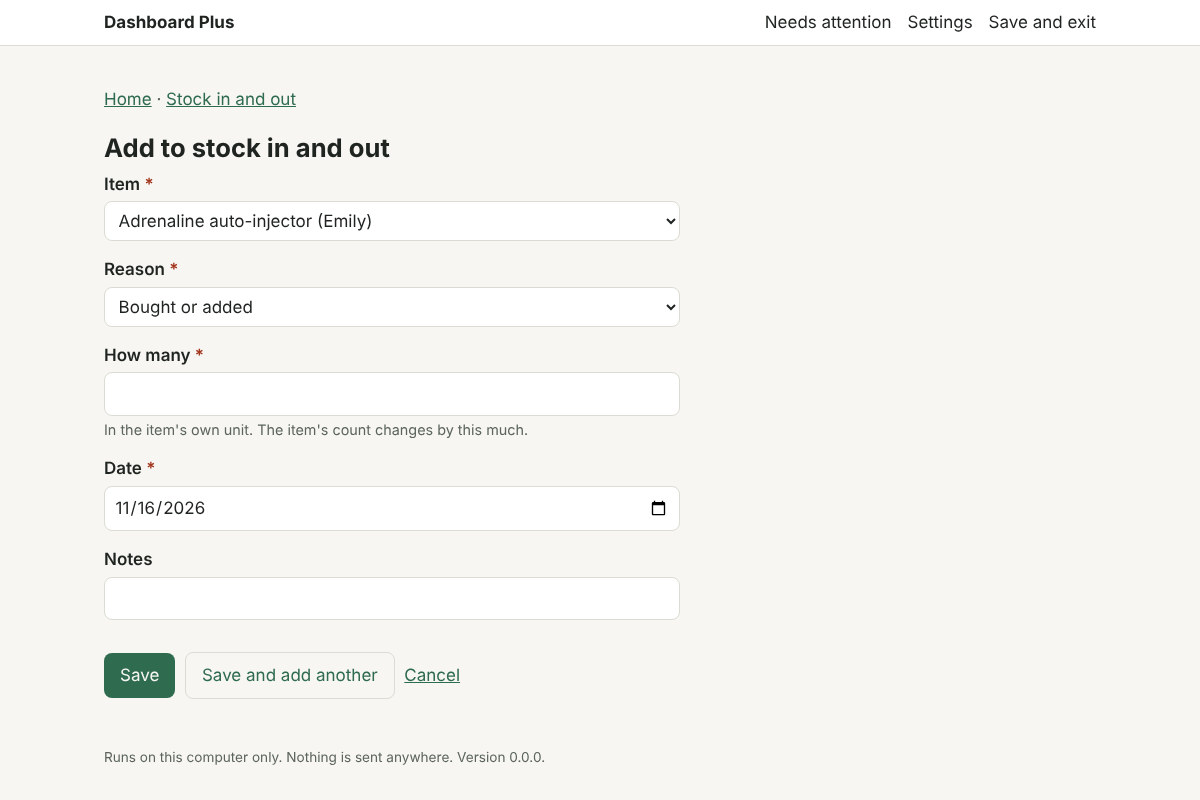 Dashboard Plus
Needs attention Settings Save and exit
Home · Stock in and out
Add to stock in and out
Item *
Adrenaline auto-injector (Emily)
Reason *
Bought or added
How many *
In the item's own unit. The item's count changes by this much.
Date *
11/16/2026
Notes
Save Save and add another Cancel
Runs on this computer only. Nothing is sent anywhere. Version 0.0.0.